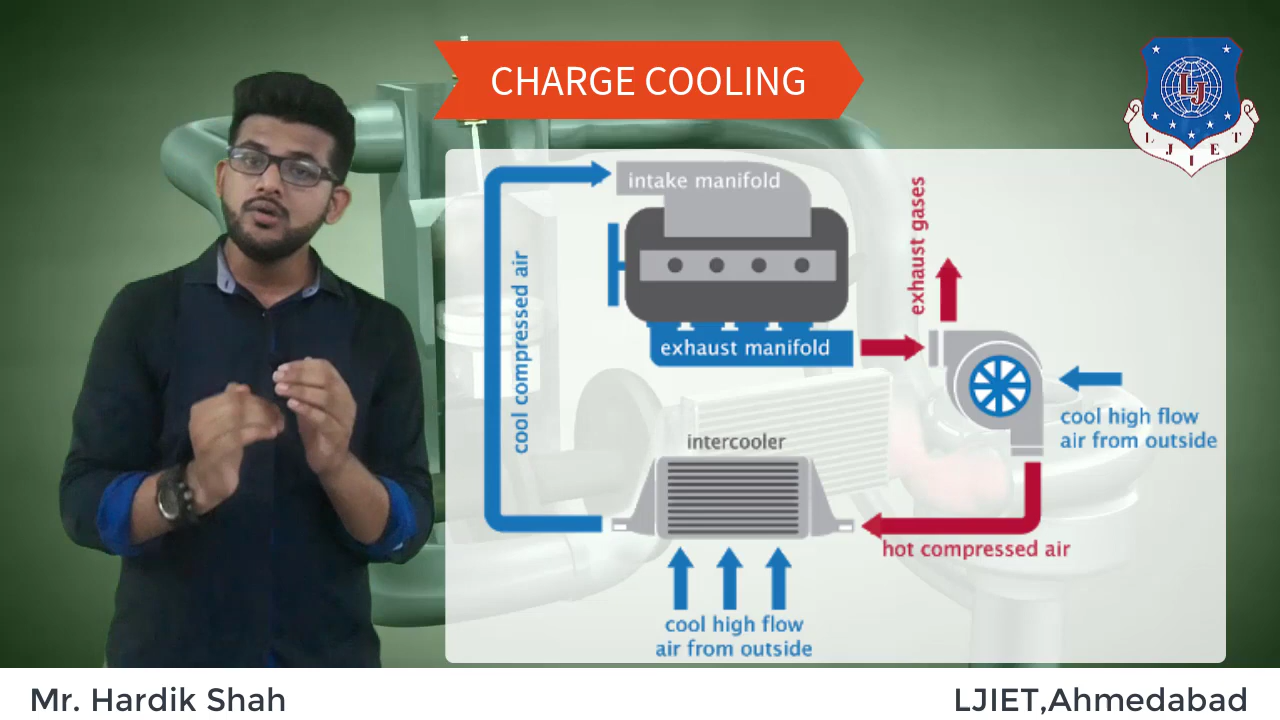 CHARGE COOLING
LJ
L J I E T
intake manifold
exhaust gases
cool compressed air
exhaust manifold
cool high flow
air from outside
intercooler
hot compressed air
cool high flow
air from outside
Mr. Hardik Shah
LJIET,Ahmedabad